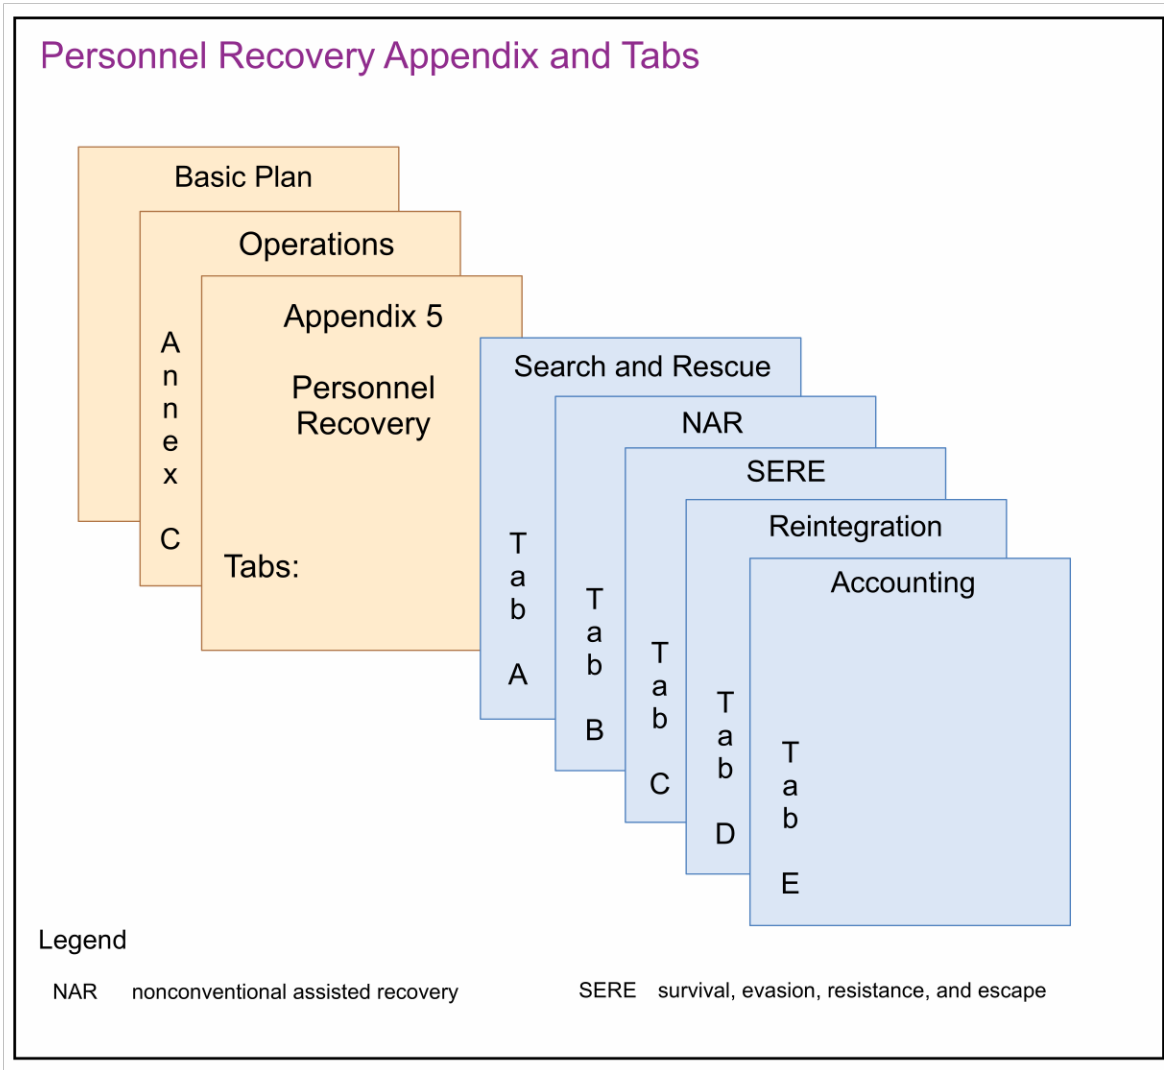 Personnel Recovery Appendix and Tabs
Basic Plan
Operations
Annex C
Appendix 5
Personnel
Recovery
Tabs:
Search and Rescue
Tab A
NAR
Tab B
SERE
Tab C
Reintegration
Tab D
Accounting
Tab E
Legend
NAR nonconventional assisted recovery
SERE survival, evasion, resistance, and escape